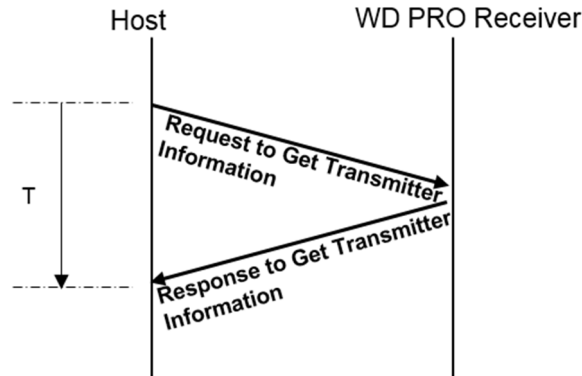 Host
WD PRO Receiver
Request to Get Transmitter
Information
T
Response to Get Transmitter
Information